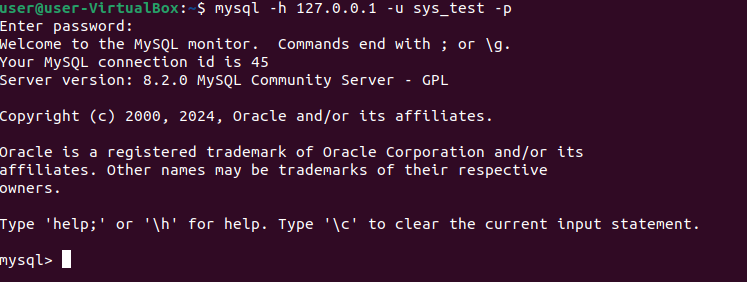 user@user-VirtualBox:~$ mysql -h 127.0.0.1 -u sys_test -p
Enter password:
Welcome to the MySQL monitor.  Commands end with ; or \g.
Your MySQL connection id is 45
Server version: 8.2.0 MySQL Community Server - GPL
Copyright (c) 2000, 2024, Oracle and/or its affiliates.
Oracle is a registered trademark of Oracle Corporation and/or its
affiliates. Other names may be trademarks of their respective
owners.
Type 'help;' or '\h' for help. Type '\c' to clear the current input statement.
mysql>